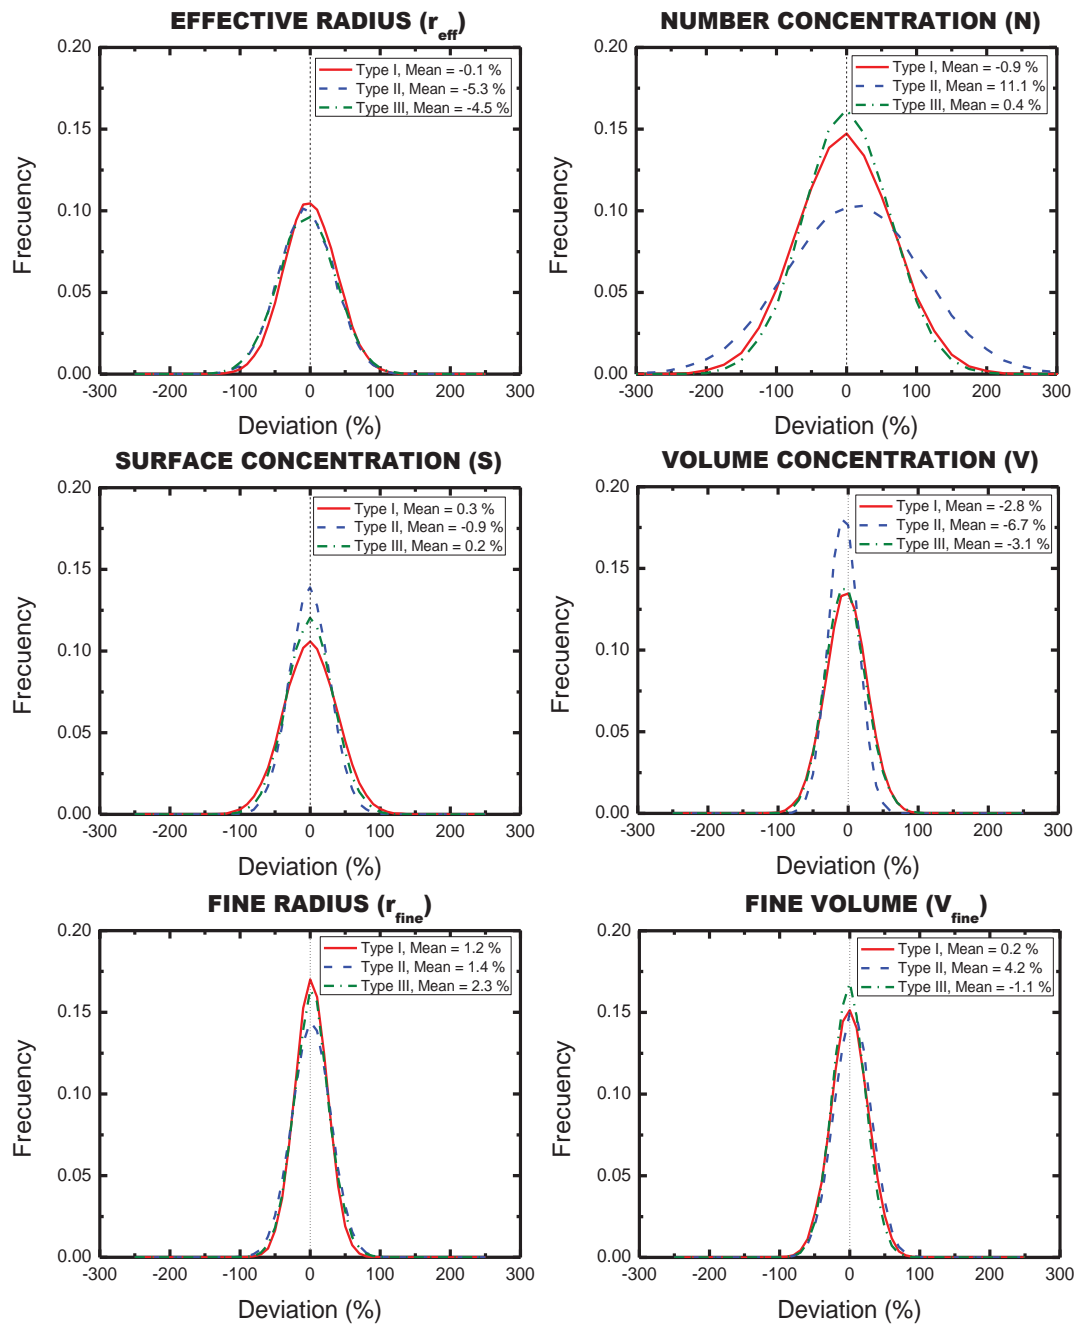 EFFECTIVE RADIUS (r_eff)
0.20
0.15
0.10
0.05
0.00
Frecuency
Type I, Mean = -0.1 %
Type II, Mean = -5.3 %
Type III, Mean = -4.5 %
-300 -200 -100 0 100 200 300
Deviation (%)
NUMBER CONCENTRATION (N)
0.20
0.15
0.10
0.05
0.00
Frecuency
Type I, Mean = -0.9 %
Type II, Mean = 11.1 %
Type III, Mean = 0.4 %
-300 -200 -100 0 100 200 300
Deviation (%)
SURFACE CONCENTRATION (S)
0.20
0.15
0.10
0.05
0.00
Frecuency
Type I, Mean = 0.3 %
Type II, Mean = -0.9 %
Type III, Mean = 0.2 %
-300 -200 -100 0 100 200 300
Deviation (%)
VOLUME CONCENTRATION (V)
0.20
0.15
0.10
0.05
0.00
Frecuency
Type I, Mean = -2.8 %
Type II, Mean = -6.7 %
Type III, Mean = -3.1 %
-300 -200 -100 0 100 200 300
Deviation (%)
FINE RADIUS (r_fine)
0.20
0.15
0.10
0.05
0.00
Frecuency
Type I, Mean = 1.2 %
Type II, Mean = 1.4 %
Type III, Mean = 2.3 %
-300 -200 -100 0 100 200 300
Deviation (%)
FINE VOLUME (V_fine)
0.20
0.15
0.10
0.05
0.00
Frecuency
Type I, Mean = 0.2 %
Type II, Mean = 4.2 %
Type III, Mean = -1.1 %
-300 -200 -100 0 100 200 300
Deviation (%)